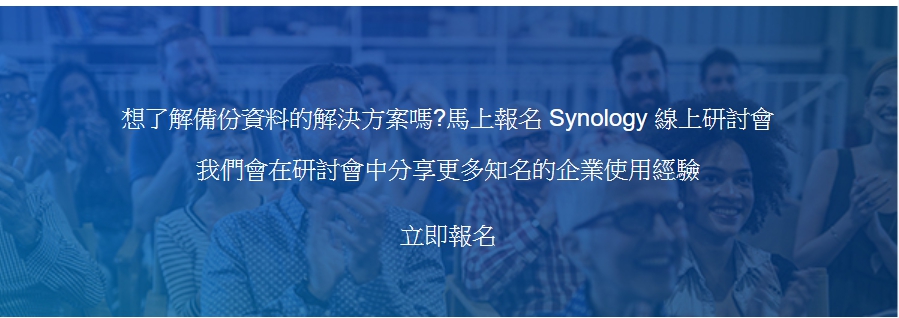 想了解備份資料的解決方案嗎?馬上報名 Synology 線上研討會
我們會在研討會中分享更多知名的企業使用經驗
立即報名